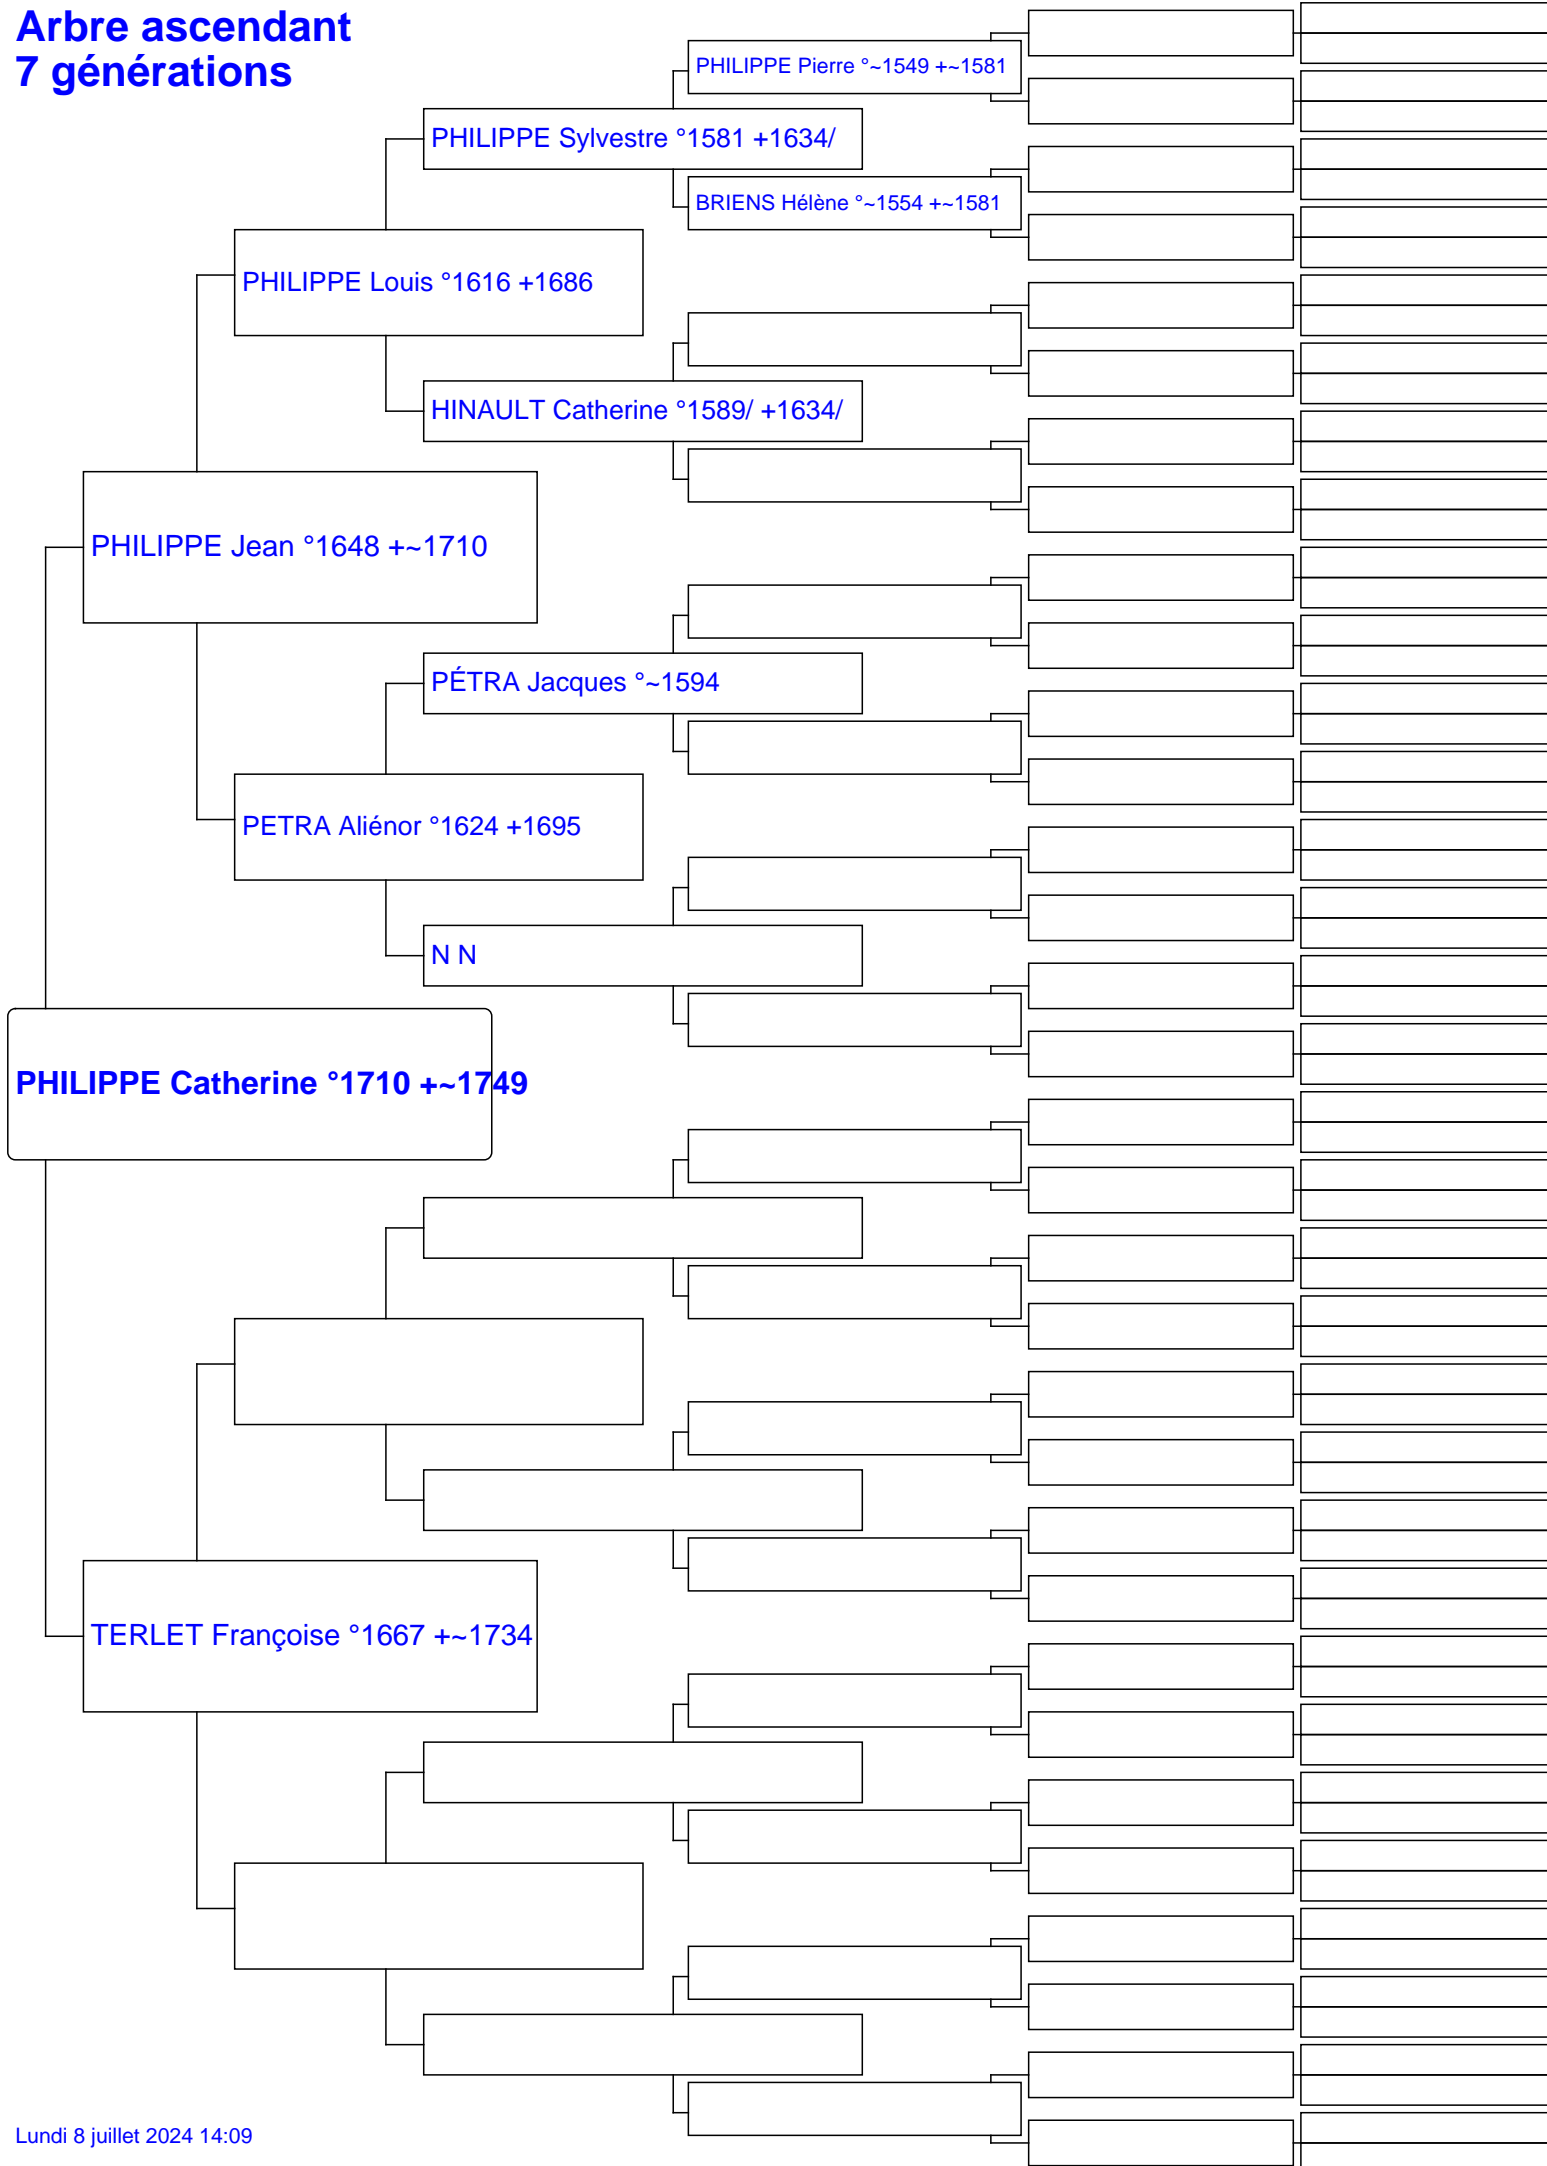 Arbre ascendant
7 générations
PHILIPPE Pierre °~1549 +~1581
PHILIPPE Sylvestre °1581 +1634/
BRIENS Hélène °~1554 +~1581
PHILIPPE Louis °1616 +1686
HINAULT Catherine °1589/ +1634/
PHILIPPE Jean °1648 +~1710
PÉTRA Jacques °~1594
PETRA Aliénor °1624 +1695
N N
PHILIPPE Catherine °1710 +~1749
TERLET Françoise °1667 +~1734
Lundi 8 juillet 2024 14:09